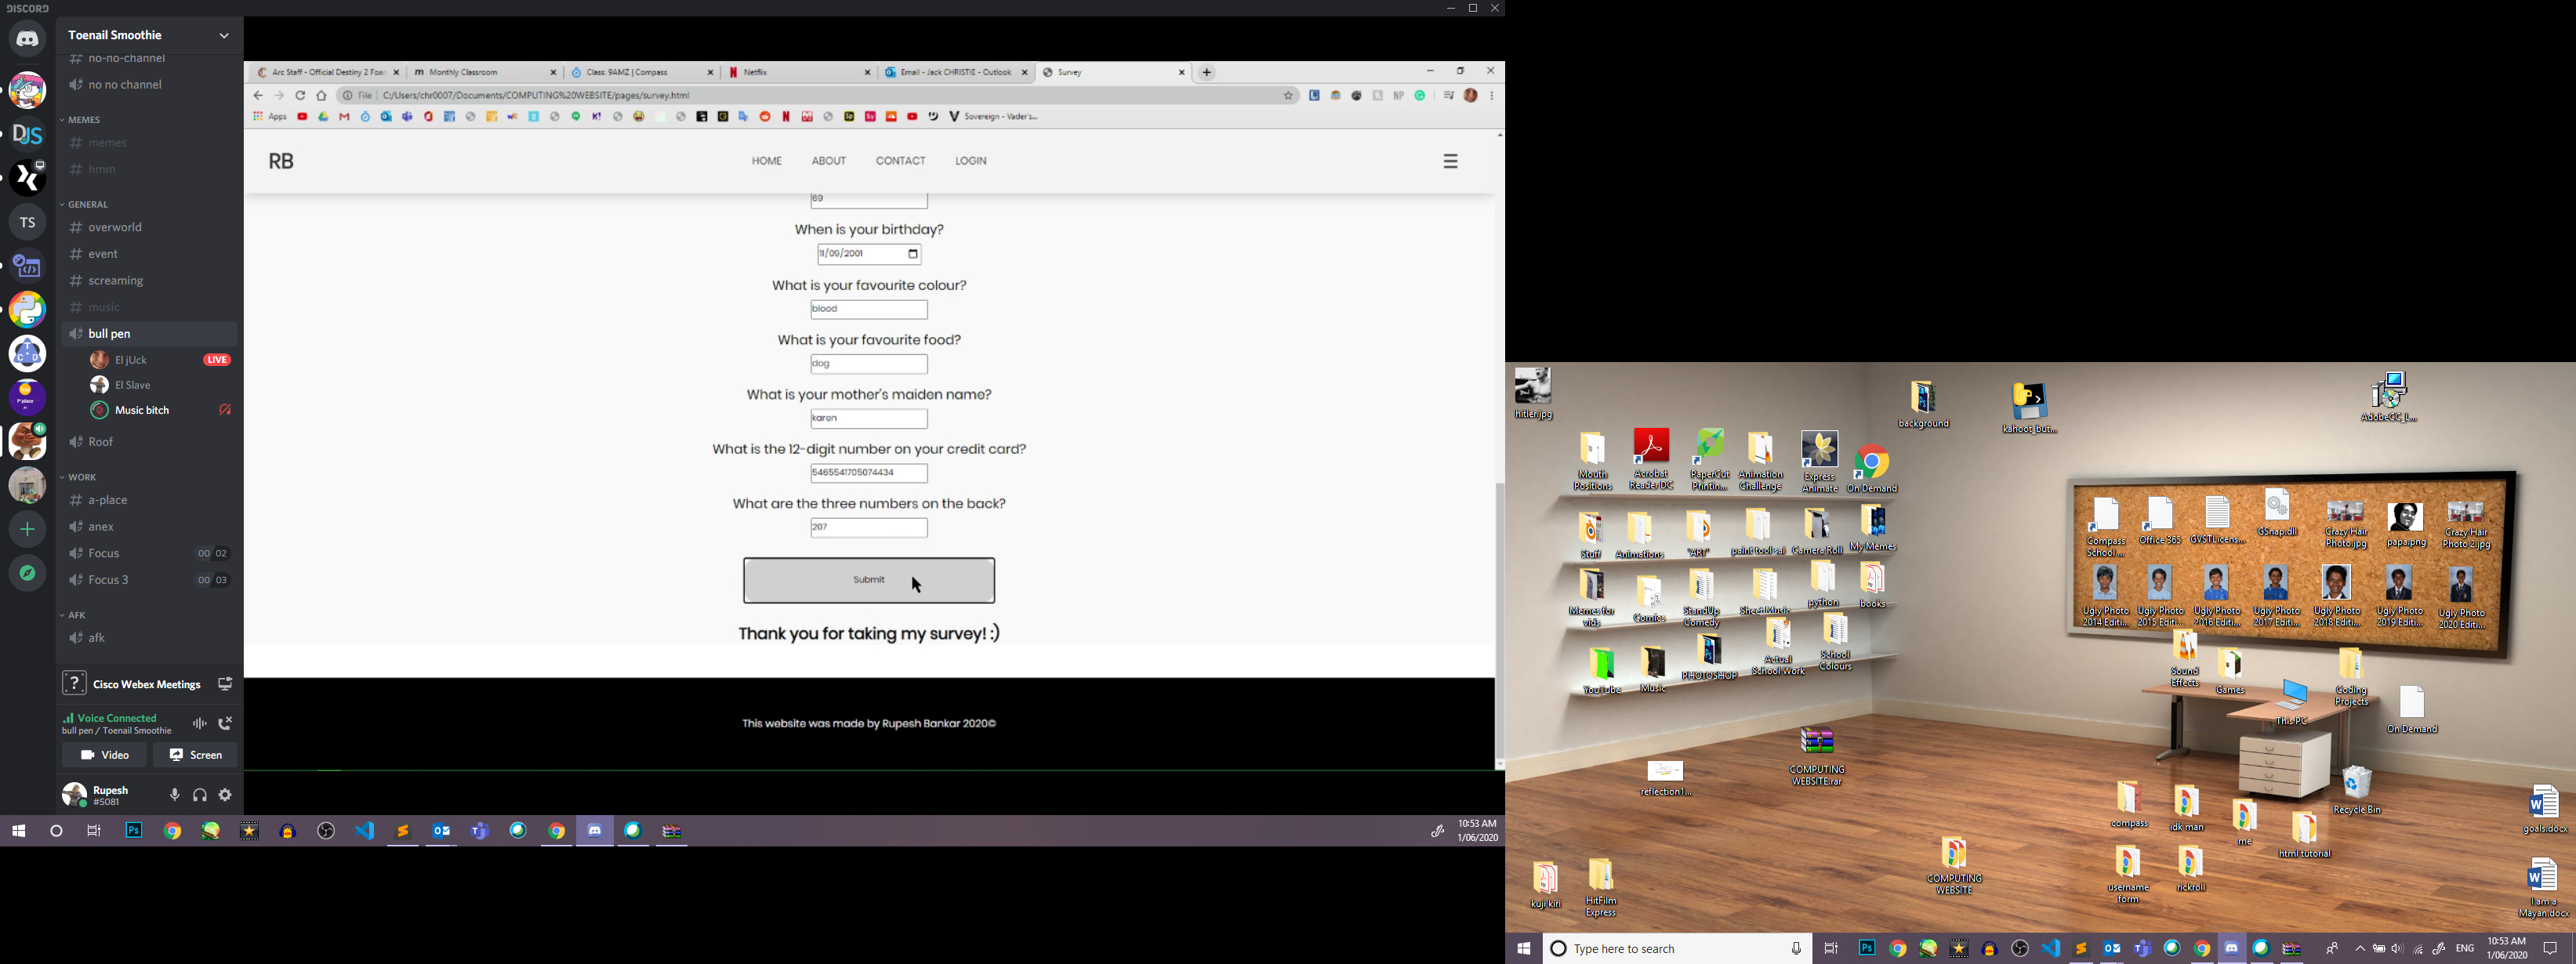 DISCORD
Toenail Smoothie
no-no-channel
no no channel
MEMES
memes
hmm
GENERAL
overworld
event
screaming
music
bull pen
El jUck LIVE
El Slave
Music bitch
Roof
WORK
a-place
anex
Focus 00 02
Focus 3 00 03
AFK
afk
Cisco Webex Meetings
Voice Connected
bull pen / Toenail Smoothie
Video Screen
Rupesh
#5081
DJS
TS
Arc Staff - Official Destiny 2 Foa
Monthly Classroom
Class: 9AMZ | Compass
Netflix
Email - Jack CHRISTIE - Outlook
Survey
File | C:/Users/chr0007/Documents/COMPUTING%20WEBSITE/pages/survey.html
Apps
Sovereign - Vader's...
RB
HOME ABOUT CONTACT LOGIN
69
When is your birthday?
11/09/2001
What is your favourite colour?
blood
What is your favourite food?
dog
What is your mother's maiden name?
karen
What is the 12-digit number on your credit card?
5465541705074434
What are the three numbers on the back?
207
Submit
Thank you for taking my survey! :)
This website was made by Rupesh Bankar 2020©
10:53 AM
1/06/2020
hitler.jpg
background
kahoot_but...
AdobeCC_L...
Mouth Positions
Acrobat Reader DC
PaperCut Printin...
Animation Challenge
Express Animate
On Demand
Stuff
Animations
"ART"
paint tool sai
Camera Roll
My Memes
Memes for vids
Comics
StandUp Comedy
Sheet Music
python
books
YouTube
Music
PHOTOSHOP
Actual School Work
School Colours
Compass School ...
Office 365
GVSTLicens...
GSnap.dll
Crazy Hair Photo.jpg
papa.png
Crazy Hair Photo 2.jpg
Ugly Photo 2014 Editi...
Ugly Photo 2015 Editi...
Ugly Photo 2016 Editi...
Ugly Photo 2017 Editi...
Ugly Photo 2018 Editi...
Ugly Photo 2019 Editi...
Ugly Photo 2020 Editi...
Sound Effects
Games
This PC
Coding Projects
On Demand
reflection1...
COMPUTING WEBSITE.rar
Recycle Bin
compass
idk man
me
html tutorial
goals.docx
kuji kiri
HitFilm Express
COMPUTING WEBSITE
username form
rickroll
I am a Mayan.docx
Type here to search
ENG
10:53 AM
1/06/2020